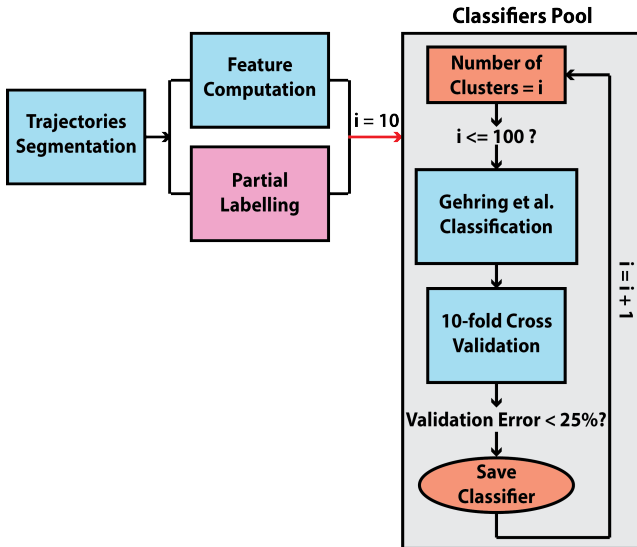 Classifiers Pool
Trajectories
Segmentation
Feature
Computation
Partial
Labelling
i = 10
Number of
Clusters = i
i <= 100 ?
Gehring et al.
Classification
10-fold Cross
Validation
Validation Error < 25%?
Save
Classifier
i = i + 1